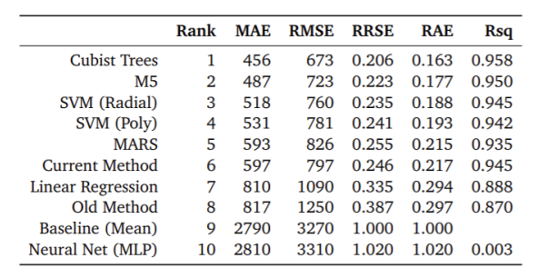 Rank MAE RMSE RRSE RAE Rsq
Cubist Trees 1 456 673 0.206 0.163 0.958
M5 2 487 723 0.223 0.177 0.950
SVM (Radial) 3 518 760 0.235 0.188 0.945
SVM (Poly) 4 531 781 0.241 0.193 0.942
MARS 5 593 826 0.255 0.215 0.935
Current Method 6 597 797 0.246 0.217 0.945
Linear Regression 7 810 1090 0.335 0.294 0.888
Old Method 8 817 1250 0.387 0.297 0.870
Baseline (Mean) 9 2790 3270 1.000 1.000
Neural Net (MLP) 10 2810 3310 1.020 1.020 0.003